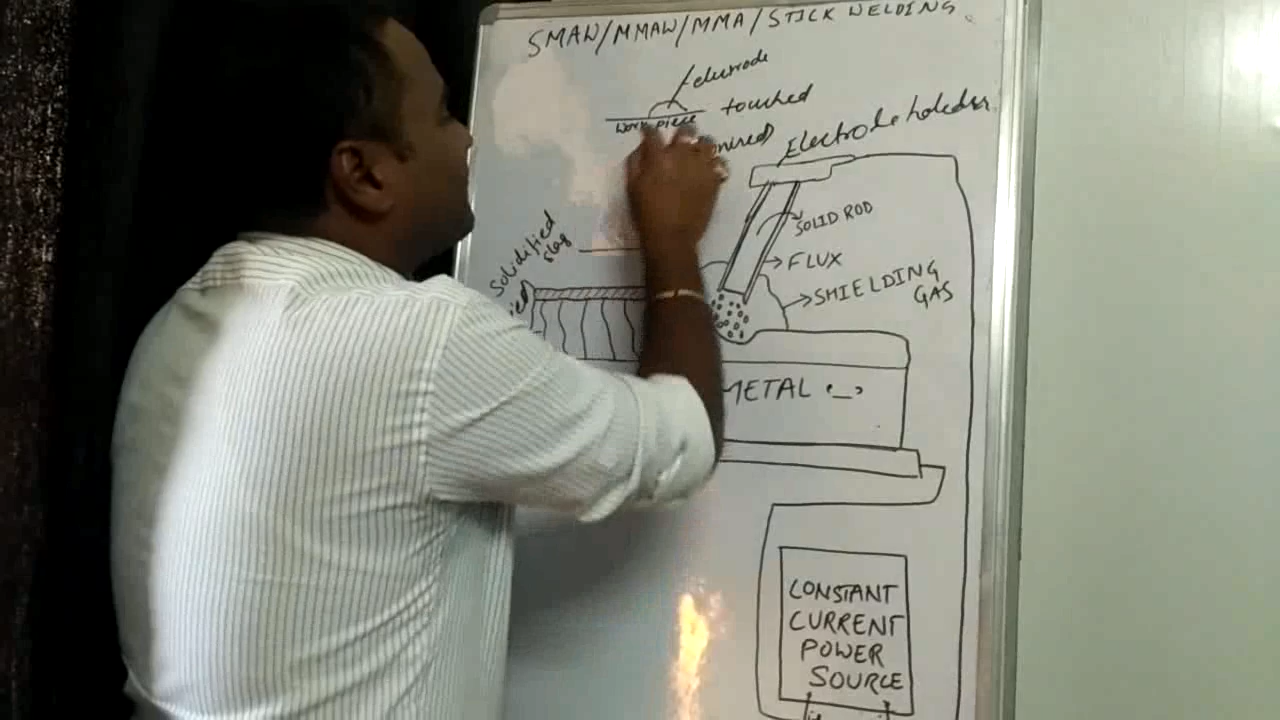 SMAW/MMAW/MMA/STICK WELDING
electrode
touched
work piece
Electrode holeder
SOLID ROD
FLUX
Solidified
slag
SHIELDING
GAS
METAL
CONSTANT
CURRENT
POWER
SOURCE